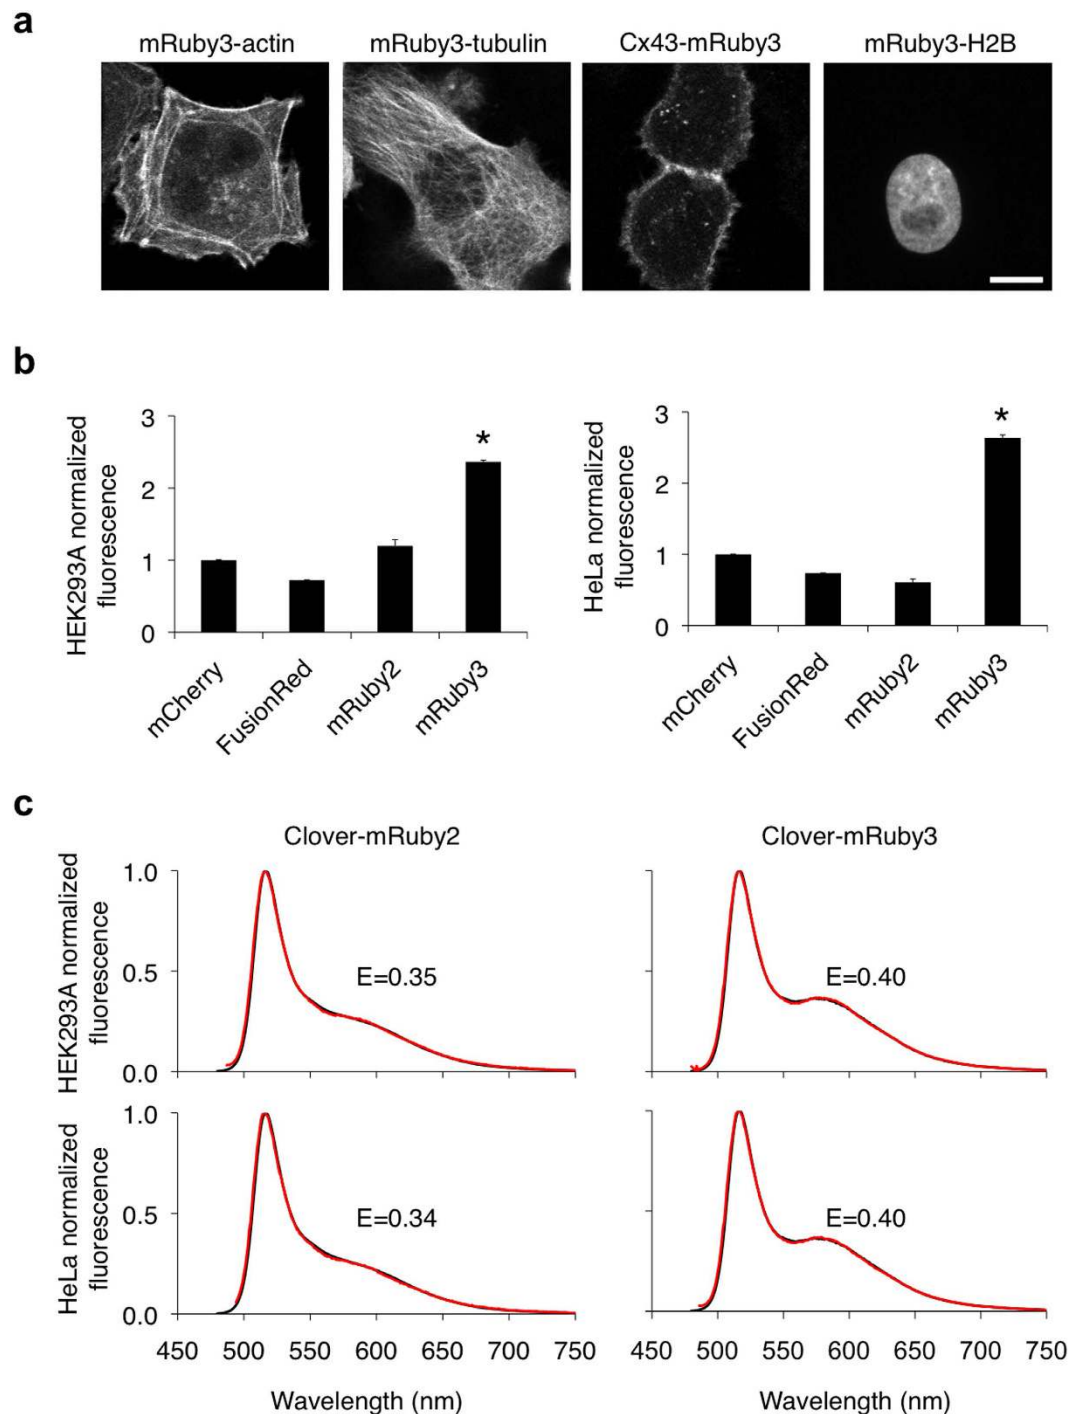 a
mRuby3-actin
mRuby3-tubulin
Cx43-mRuby3
mRuby3-H2B
b
HEK293A normalized
fluorescence
3
2
1
0
*
mCherry
FusionRed
mRuby2
mRuby3
HeLa normalized
fluorescence
3
2
1
0
*
mCherry
FusionRed
mRuby2
mRuby3
c
Clover-mRuby2
Clover-mRuby3
HEK293A normalized
fluorescence
1.0
0.5
0.0
E=0.35
E=0.40
HeLa normalized
fluorescence
1.0
0.5
0.0
E=0.34
E=0.40
450 500 550 600 650 700 750
450 500 550 600 650 700 750
Wavelength (nm)
Wavelength (nm)